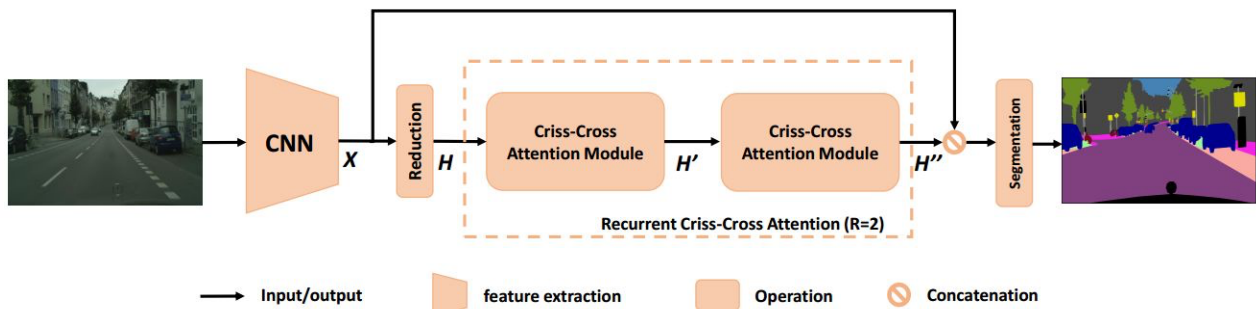 CNN
X
Reduction
H
Criss-Cross
Attention Module
H'
Criss-Cross
Attention Module
H''
Segmentation
Recurrent Criss-Cross Attention (R=2)
Input/output
feature extraction
Operation
Concatenation